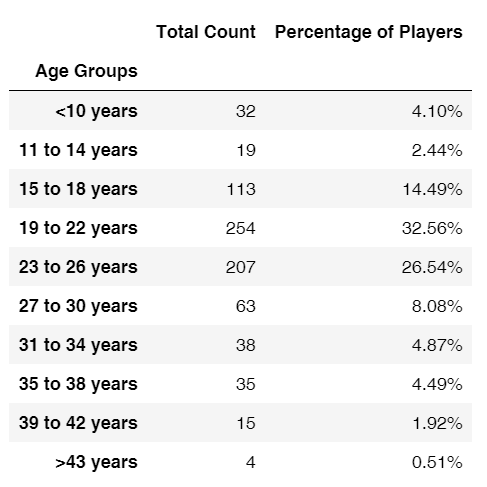 Total Count Percentage of Players
Age Groups
<10 years 32 4.10%
11 to 14 years 19 2.44%
15 to 18 years 113 14.49%
19 to 22 years 254 32.56%
23 to 26 years 207 26.54%
27 to 30 years 63 8.08%
31 to 34 years 38 4.87%
35 to 38 years 35 4.49%
39 to 42 years 15 1.92%
>43 years 4 0.51%